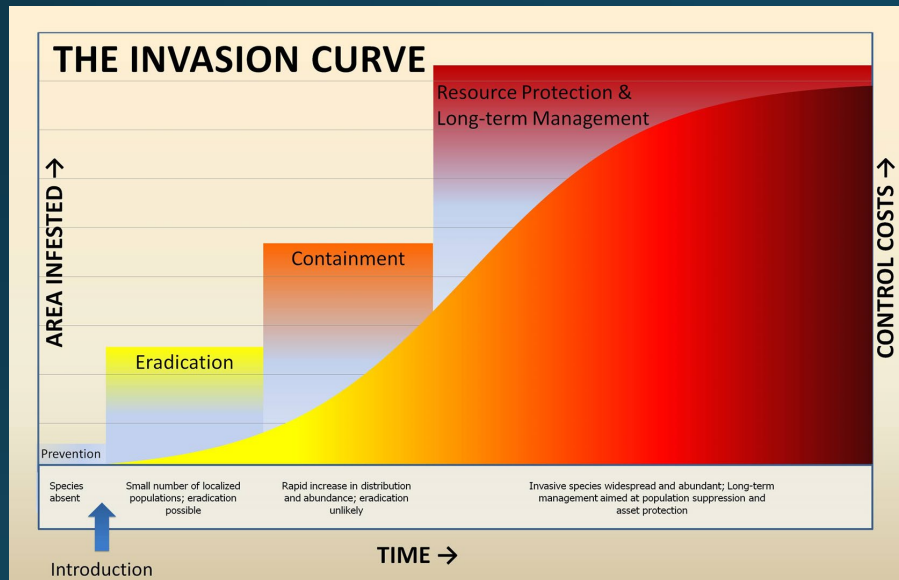 THE INVASION CURVE
Resource Protection &
Long-term Management
Containment
Eradication
Prevention
AREA INFESTED →
CONTROL COSTS →
Species
absent
Small number of localized
populations; eradication
possible
Rapid increase in distribution
and abundance; eradication
unlikely
Invasive species widespread and abundant; Long-term
management aimed at population suppression and
asset protection
Introduction
TIME →